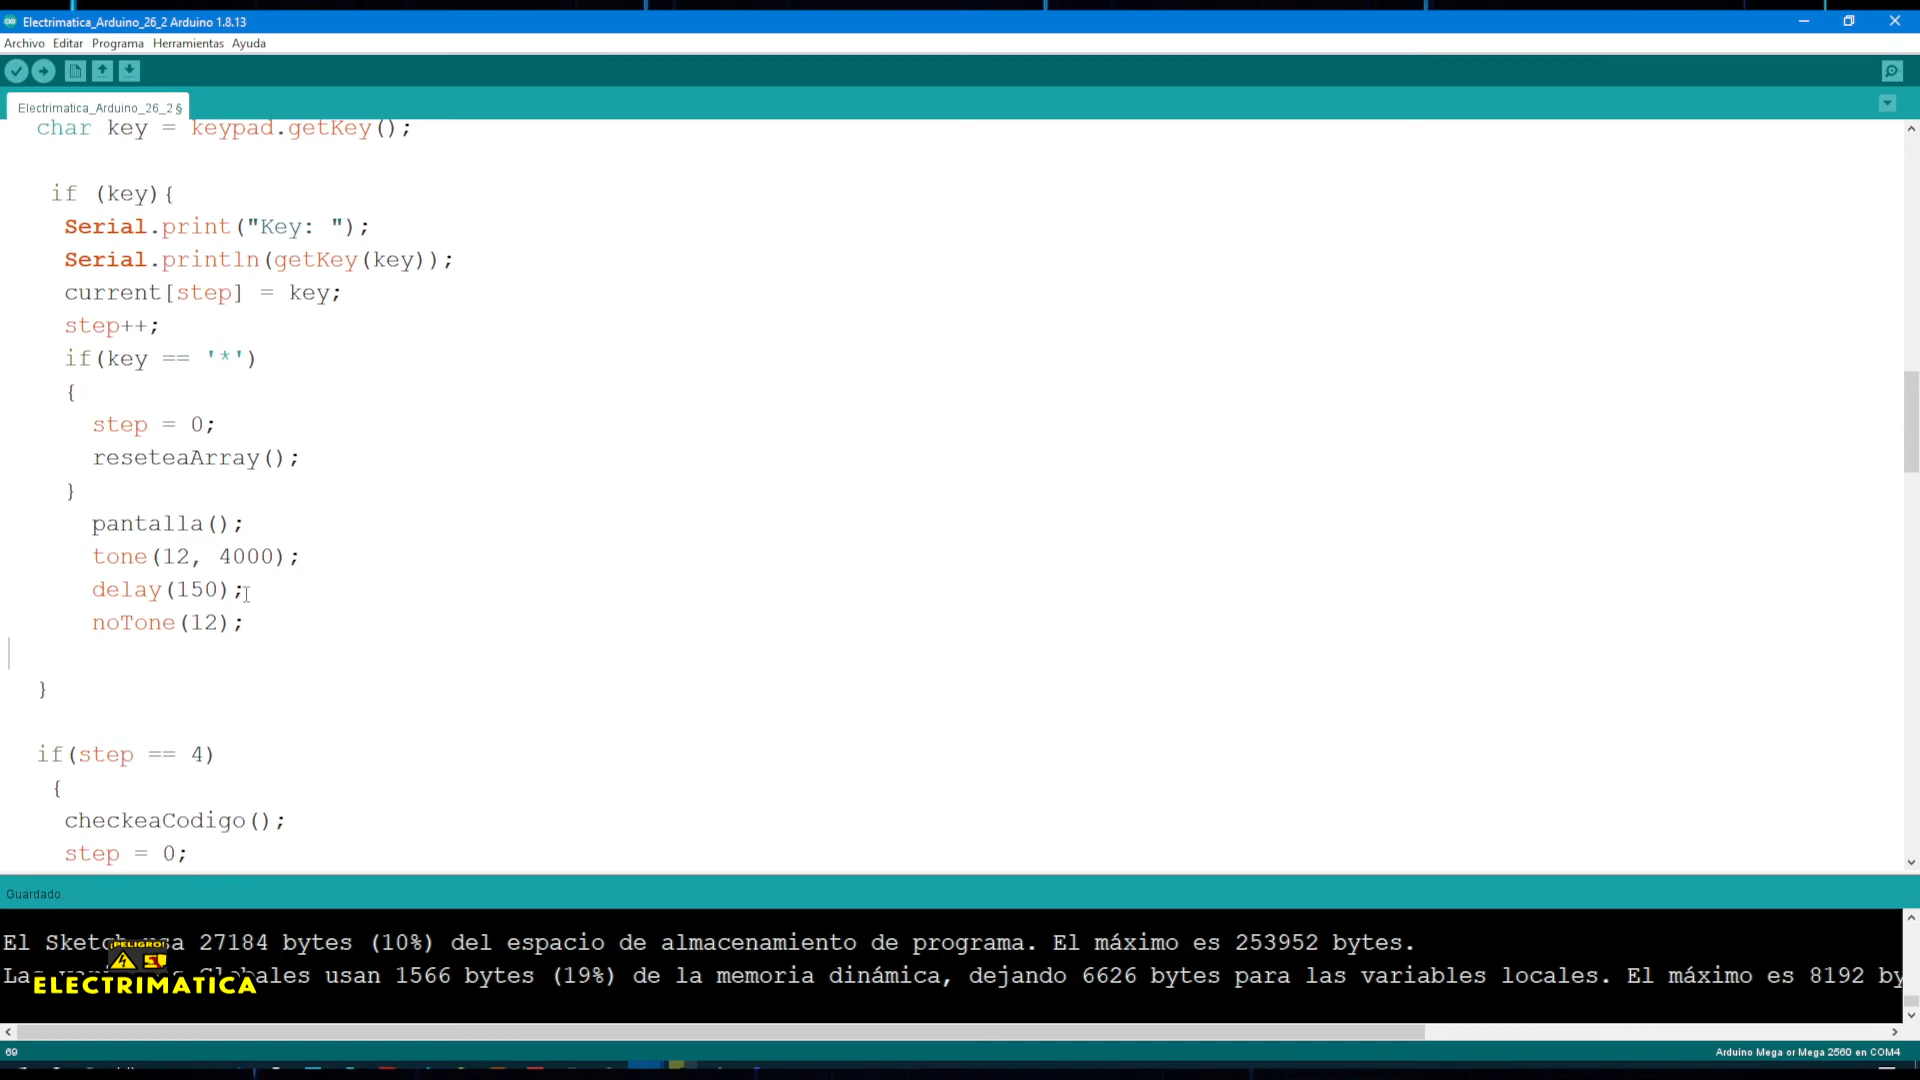 Electrimatica_Arduino_26_2 Arduino 1.8.13
Archivo Editar Programa Herramientas Ayuda
Electrimatica_Arduino_26_2 §
char key = keypad.getKey();
if (key){
Serial.print("Key: ");
Serial.println(getKey(key));
current[step] = key;
step++;
if(key == '*')
{
step = 0;
reseteaArray();
}
pantalla();
tone(12, 4000);
delay(150);
noTone(12);
}
if(step == 4)
{
checkeaCodigo();
step = 0;
Guardado.
El Sketch usa 27184 bytes (10%) del espacio de almacenamiento de programa. El máximo es 253952 bytes.
Las usan 1566 bytes (19%) de la memoria dinámica, dejando 6626 bytes para las variables locales. El máximo es 8192 by
¡PELIGRO!
ELECTRIMATICA
69
Arduino Mega or Mega 2560 en COM4